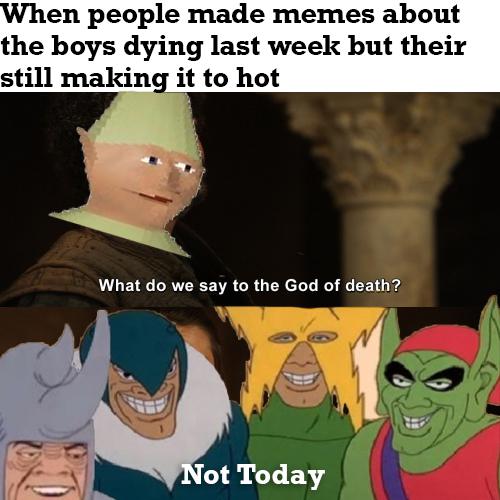 When people made memes about
the boys dying last week but their
still making it to hot
What do we say to the God of death?
Not Today